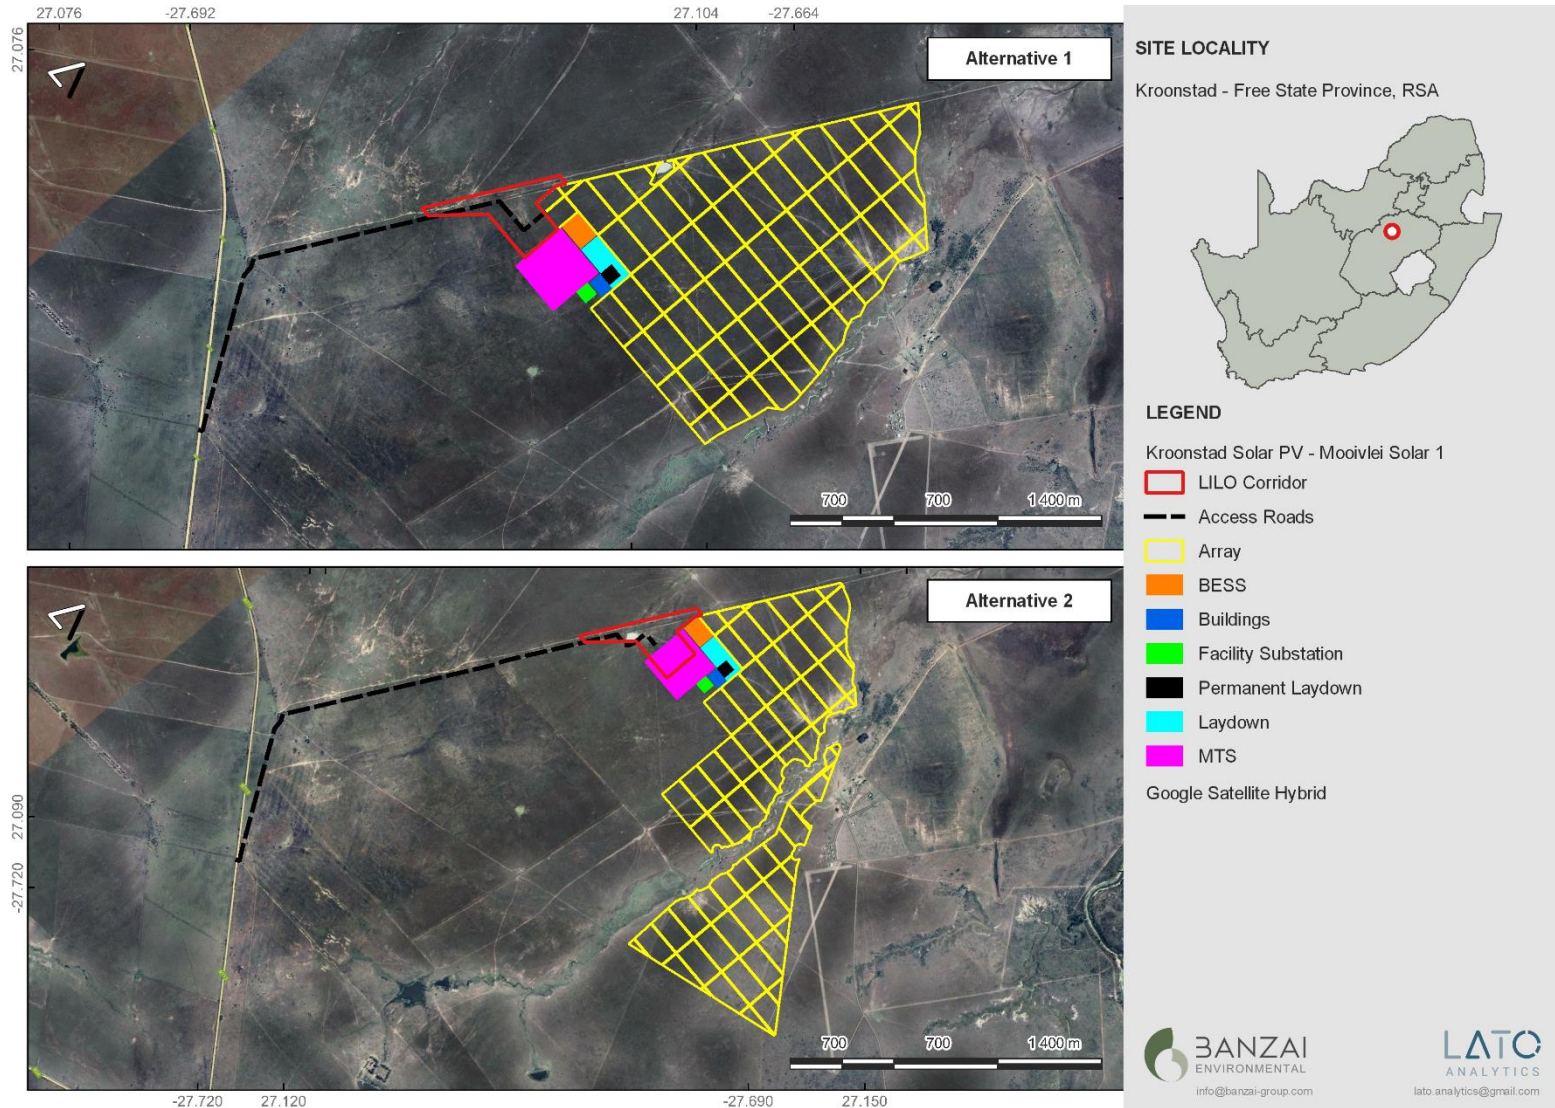 27.076
-27.692
27.104
-27.664
27.076
Alternative 1
700
700
1 400 m
Alternative 2
27.090
-27.720
700
700
1 400 m
-27.720
27.120
-27.690
27.150
SITE LOCALITY
Kroonstad - Free State Province, RSA
LEGEND
Kroonstad Solar PV - Mooivlei Solar 1
LILO Corridor
Access Roads
Array
BESS
Buildings
Facility Substation
Permanent Laydown
Laydown
MTS
Google Satellite Hybrid
BANZAI
ENVIRONMENTAL
info@banzai-group.com
LATO
ANALYTICS
lato.analytics@gmail.com